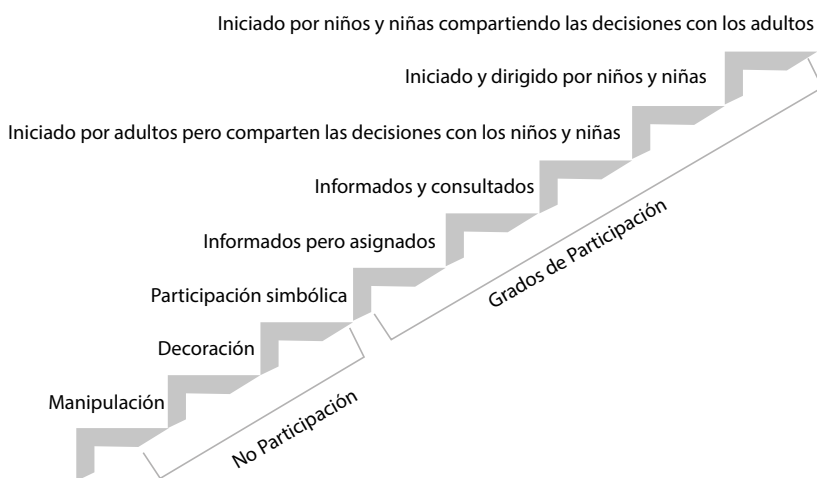 Iniciado por niños y niñas compartiendo las decisiones con los adultos
Iniciado y dirigido por niños y niñas
Iniciado por adultos pero comparten las decisiones con los niños y niñas
Informados y consultados
Informados pero asignados
Participación simbólica
Decoración
Manipulación
Grados de Participación
No Participación